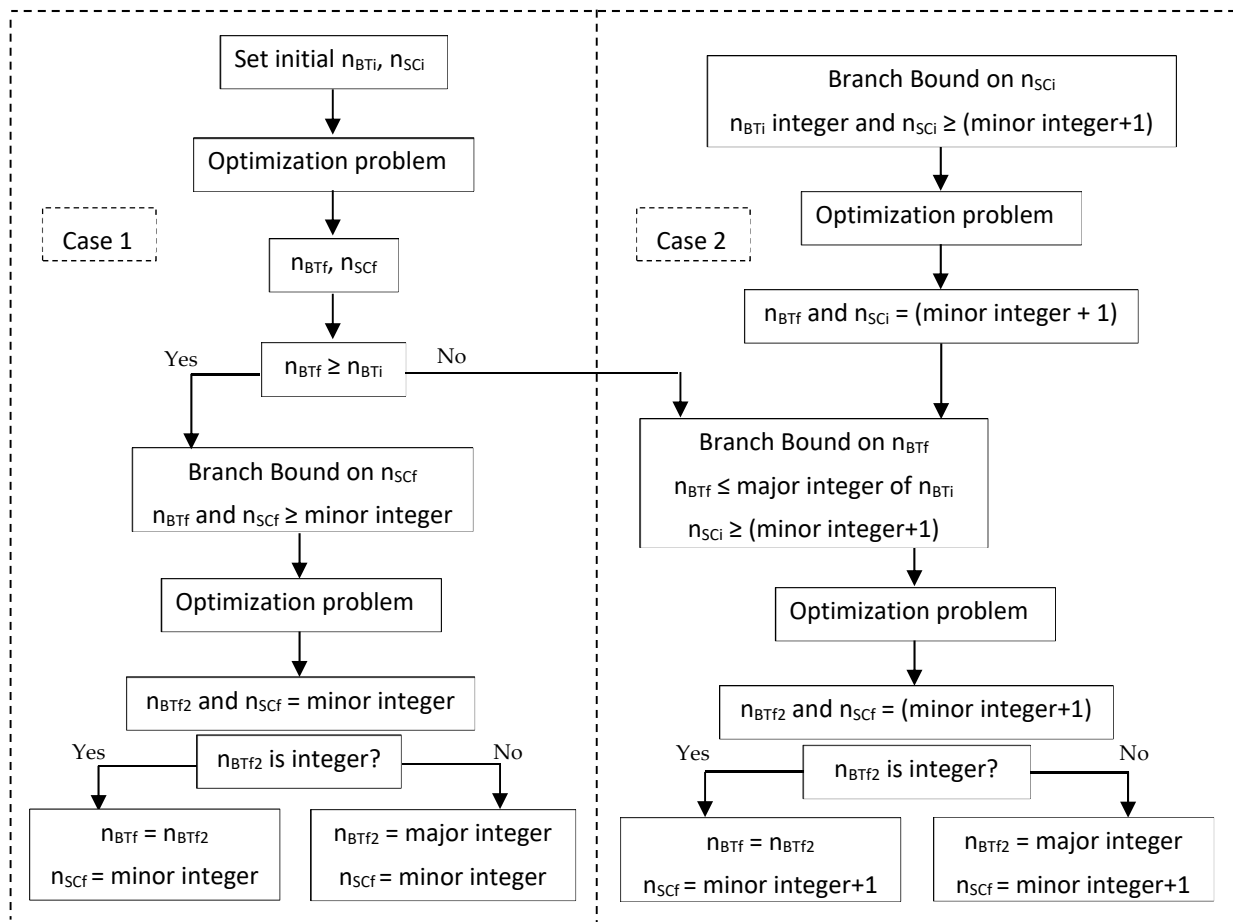 Set initial nBTi, nSCi
Optimization problem
Case 1
nBTf, nSCf
Yes
nBTf ≥ nBTi
No
Branch Bound on nSCf
nBTf and nSCf ≥ minor integer
Optimization problem
nBTf2 and nSCf = minor integer
Yes
nBTf2 is integer?
No
nBTf = nBTf2
nSCf = minor integer
nBTf2 = major integer
nSCf = minor integer
Branch Bound on nSCi
nBTi integer and nSCi ≥ (minor integer+1)
Optimization problem
Case 2
nBTf and nSCi = (minor integer + 1)
Branch Bound on nBTf
nBTf ≤ major integer of nBTi
nSCi ≥ (minor integer+1)
Optimization problem
nBTf2 and nSCf = (minor integer+1)
Yes
nBTf2 is integer?
No
nBTf = nBTf2
nSCf = minor integer+1
nBTf2 = major integer
nSCf = minor integer+1